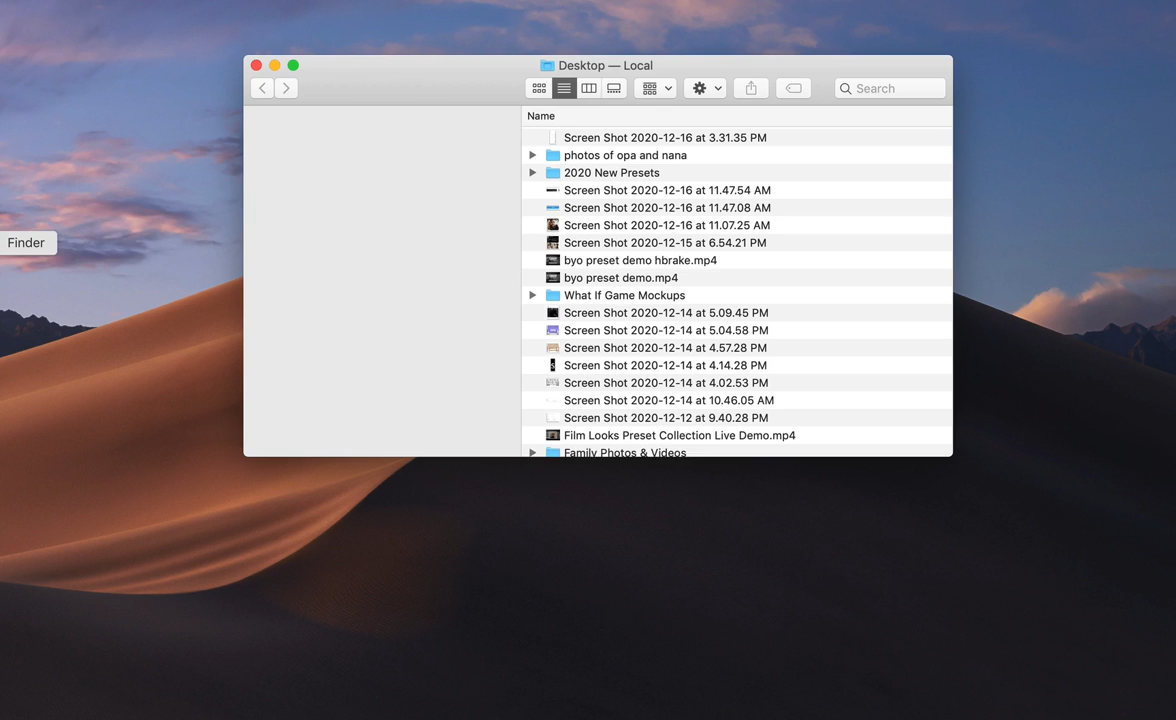 Desktop — Local
Search
Name
Screen Shot 2020-12-16 at 3.31.35 PM
photos of opa and nana
2020 New Presets
Screen Shot 2020-12-16 at 11.47.54 AM
Screen Shot 2020-12-16 at 11.47.08 AM
Screen Shot 2020-12-16 at 11.07.25 AM
Screen Shot 2020-12-15 at 6.54.21 PM
Finder
byo preset demo hbrake.mp4
byo preset demo.mp4
What If Game Mockups
Screen Shot 2020-12-14 at 5.09.45 PM
Screen Shot 2020-12-14 at 5.04.58 PM
Screen Shot 2020-12-14 at 4.57.28 PM
Screen Shot 2020-12-14 at 4.14.28 PM
Screen Shot 2020-12-14 at 4.02.53 PM
Screen Shot 2020-12-14 at 10.46.05 AM
Screen Shot 2020-12-12 at 9.40.28 PM
Film Looks Preset Collection Live Demo.mp4
Family Photos & Videos